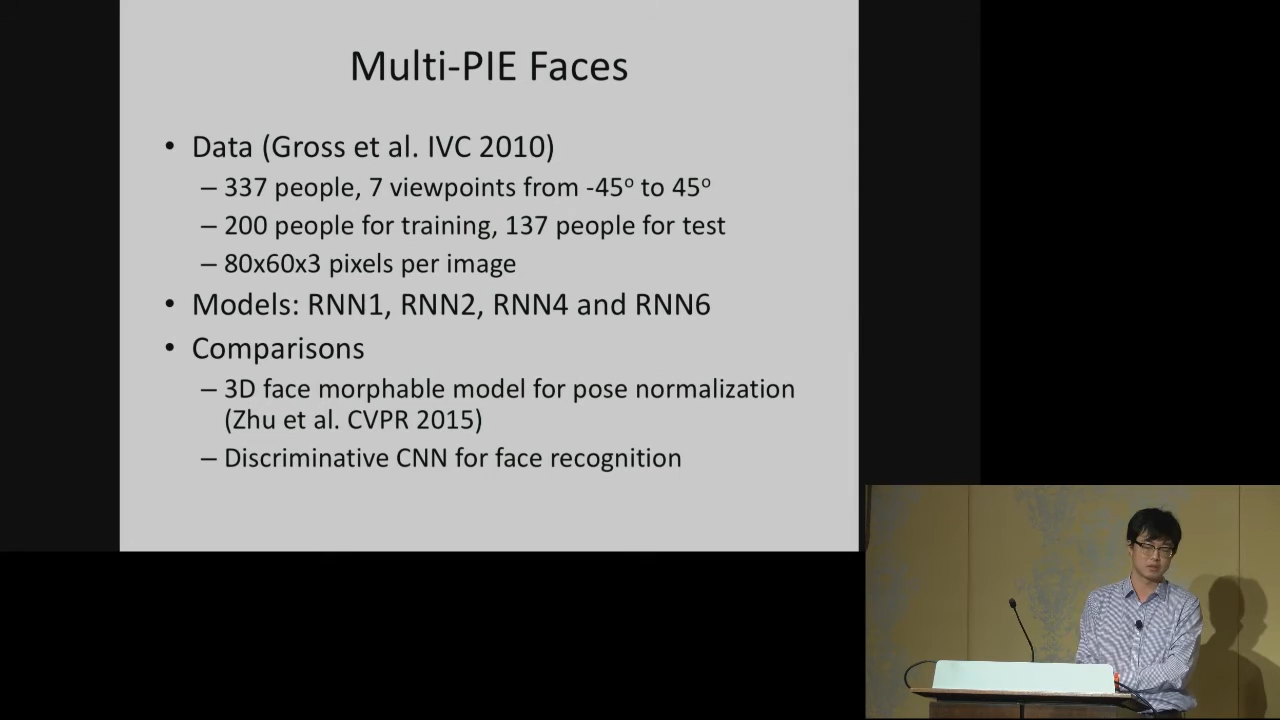 Multi-PIE Faces
• Data (Gross et al. IVC 2010)
– 337 people, 7 viewpoints from -45º to 45º
– 200 people for training, 137 people for test
– 80x60x3 pixels per image
• Models: RNN1, RNN2, RNN4 and RNN6
• Comparisons
– 3D face morphable model for pose normalization
(Zhu et al. CVPR 2015)
– Discriminative CNN for face recognition